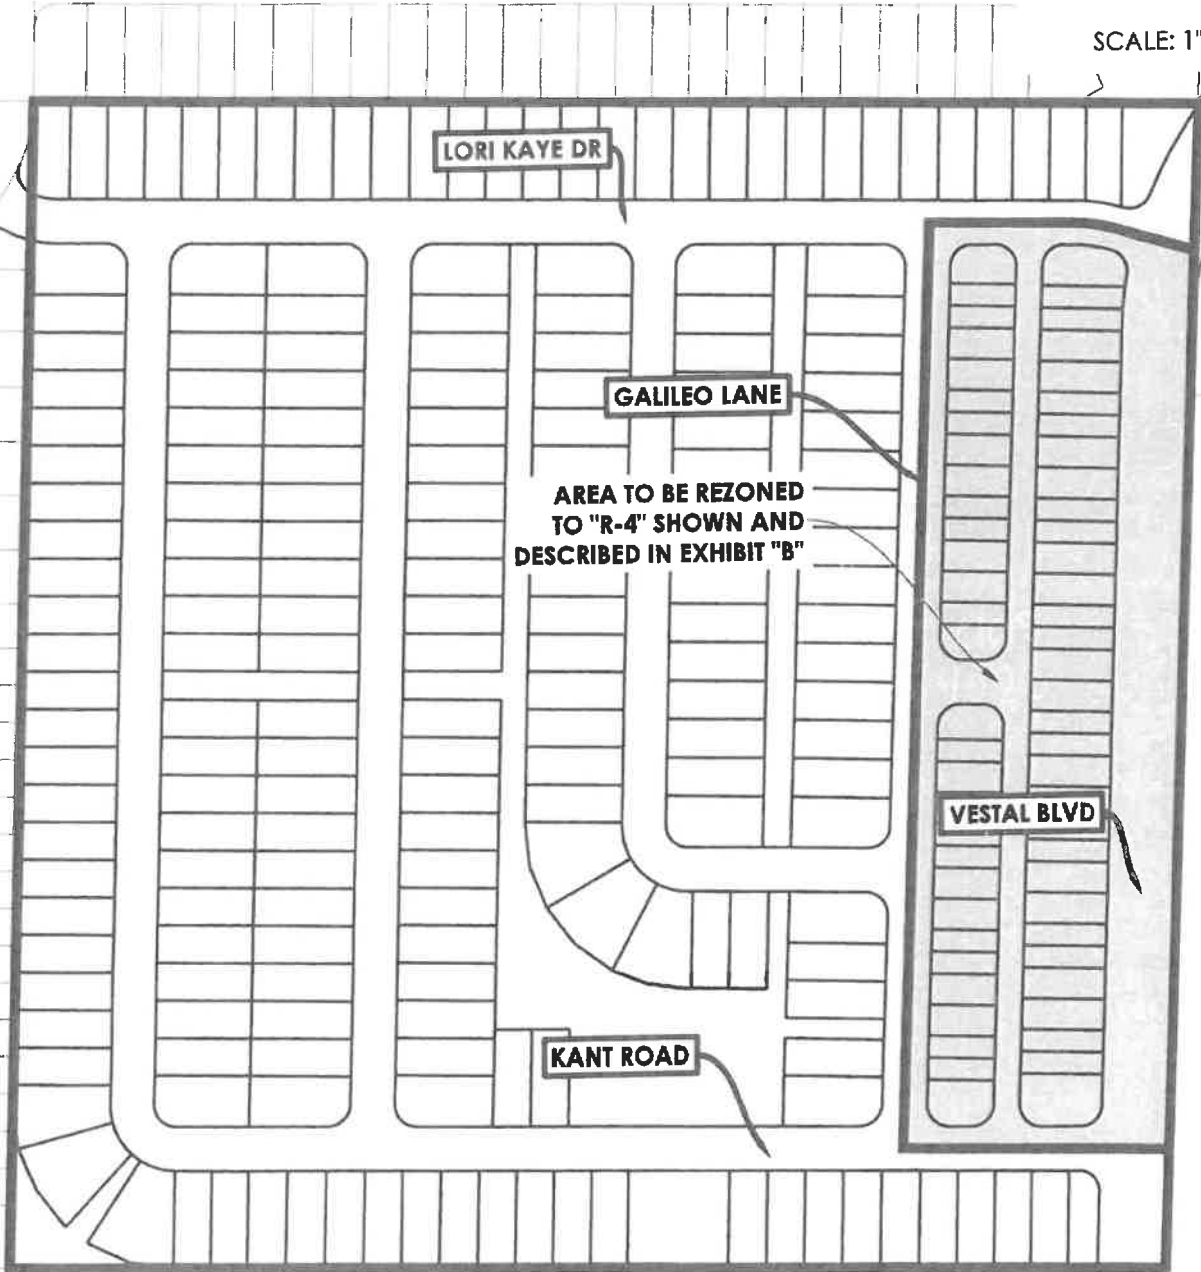 SCALE: 1"
LORI KAYE DR
GALILEO LANE
AREA TO BE REZONED
TO "R-4" SHOWN AND
DESCRIBED IN EXHIBIT "B"
VESTAL BLVD
KANT ROAD